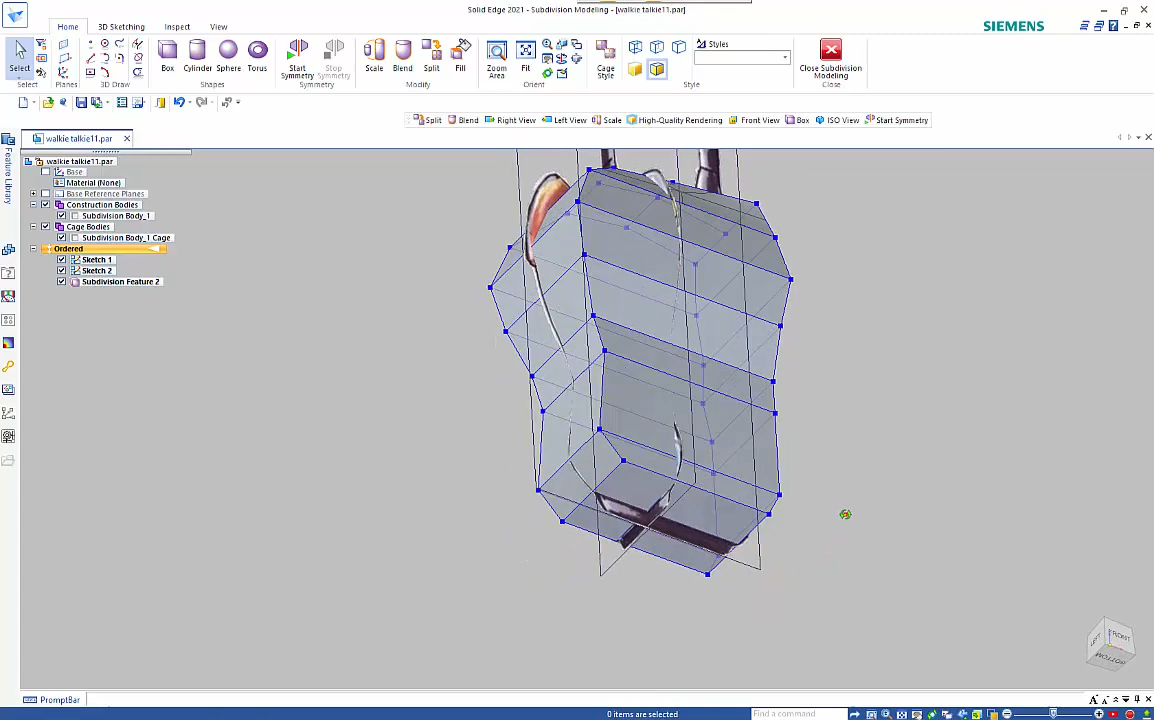 Solid Edge 2021 - Subdivision Modeling - [walkie talkie11.par]
Home 3D Sketching Inspect View
SIEMENS
Select
Select
Planes
3D Draw
Box Cylinder Sphere Torus
Shapes
Start Symmetry Stop Symmetry
Symmetry
Scale Blend Split Fill
Modify
Zoom Area Fit
Orient
Cage Style
Styles
Style
Close Subdivision Modeling
Close
Split Blend Right View Left View Scale High-Quality Rendering Front View Box ISO View Start Symmetry
walkie talkie11.par
Feature Library
walkie talkie11.par
Base
Material (None)
Base Reference Planes
Construction Bodies
Subdivision Body_1
Cage Bodies
Subdivision Body_1 Cage
Ordered
Sketch 1
Sketch 2
Subdivision Feature 2
LEFT FRONT
BOTTOM
PromptBar
0 items are selected
Find a command